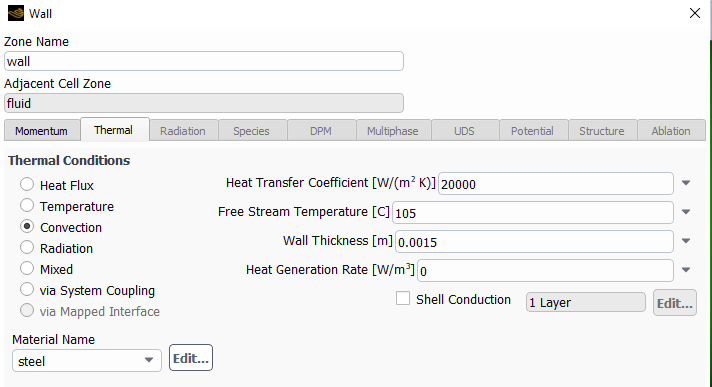 Wall
Zone Name
wall
Adjacent Cell Zone
fluid
Momentum Thermal Radiation Species DPM Multiphase UDS Potential Structure Ablation
Thermal Conditions
Heat Flux
Temperature
Convection
Radiation
Mixed
via System Coupling
via Mapped Interface
Heat Transfer Coefficient [W/(m² K)] 20000
Free Stream Temperature [C] 105
Wall Thickness [m] 0.0015
Heat Generation Rate [W/m³] 0
Shell Conduction 1 Layer Edit...
Material Name
steel Edit...